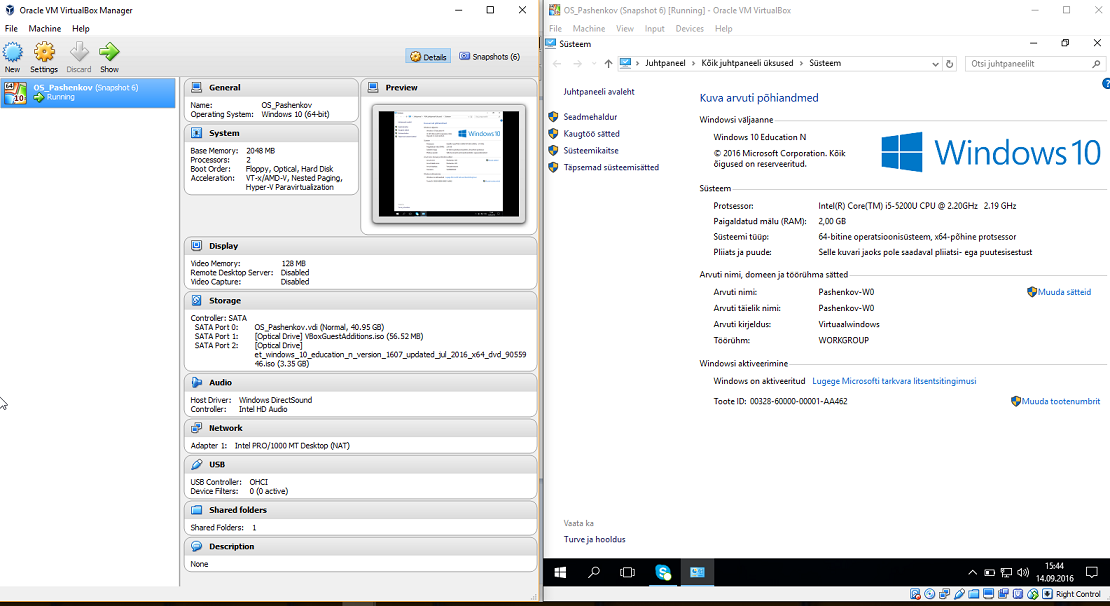 Oracle VM VirtualBox Manager
File Machine Help
New Settings Discard Show
Details Snapshots (6)
64
10
OS_Pashenkov (Snapshot 6)
Running
General
Name: OS_Pashenkov
Operating System: Windows 10 (64-bit)
System
Base Memory: 2048 MB
Processors: 2
Boot Order: Floppy, Optical, Hard Disk
Acceleration: VT-x/AMD-V, Nested Paging,
Hyper-V Paravirtualization
Preview
Windows 10
Display
Video Memory: 128 MB
Remote Desktop Server: Disabled
Video Capture: Disabled
Storage
Controller: SATA
SATA Port 0: OS_Pashenkov.vdi (Normal, 40.95 GB)
SATA Port 1: [Optical Drive] VBoxGuestAdditions.iso (56.52 MB)
SATA Port 2: [Optical Drive]
et_windows_10_education_n_version_1607_updated_jul_2016_x64_dvd_90559
46.iso (3.35 GB)
Audio
Host Driver: Windows DirectSound
Controller: Intel HD Audio
Network
Adapter 1: Intel PRO/1000 MT Desktop (NAT)
USB
USB Controller: OHCI
Device Filters: 0 (0 active)
Shared folders
Shared Folders: 1
Description
None
OS_Pashenkov (Snapshot 6) [Running] - Oracle VM VirtualBox
File Machine View Input Devices Help
Süsteem
Juhtpaneel Kõik juhtpaneeli üksused Süsteem
Otsi juhtpaneelilt
Juhtpaneeli avaleht
Seadmehaldur
Kaugtöö sätted
Süsteemikaitse
Täpsemad süsteemisätted
Vaata ka
Turve ja hooldus
Kuva arvuti põhiandmed
Windowsi väljaanne
Windows 10 Education N
© 2016 Microsoft Corporation. Kõik
õigused on reserveeritud.
Windows 10
Süsteem
Protsessor: Intel(R) Core(TM) i5-5200U CPU @ 2.20GHz 2.19 GHz
Paigaldatud mälu (RAM): 2,00 GB
Süsteemi tüüp: 64-bitine operatsioonisüsteem, x64-põhine protsessor
Pliiats ja puude: Selle kuvari jaoks pole saadaval pliiatsi- ega puutesisestust
Arvuti nimi, domeen ja töörühma sätted
Arvuti nimi: Pashenkov-W0
Muuda sätteid
Arvuti täielik nimi: Pashenkov-W0
Arvuti kirjeldus: Virtuaalwindows
Töörühm: WORKGROUP
Windowsi aktiveerimine
Windows on aktiveeritud Lugege Microsofti tarkvara litsentsitingimusi
Toote ID: 00328-60000-00001-AA462
Muuda tootenumbrit
15:44
14.09.2016
Right Control